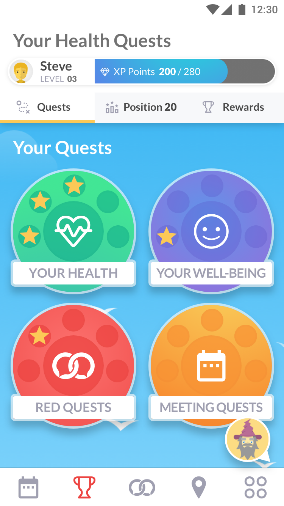 12:30
Your Health Quests
Steve
LEVEL 03
XP Points 200 / 280
Quests
Position 20
Rewards
Your Quests
YOUR HEALTH
YOUR WELL-BEING
RED QUESTS
MEETING QUESTS